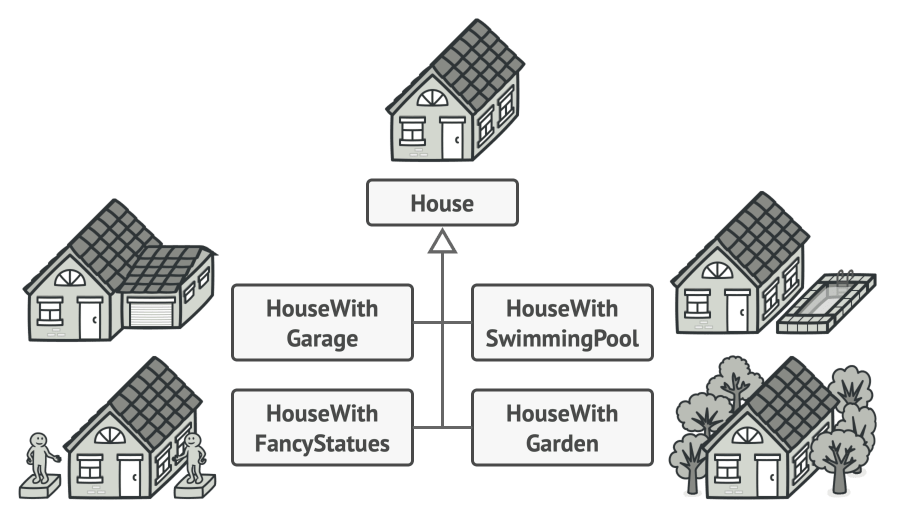 House
HouseWith
Garage
HouseWith
SwimmingPool
HouseWith
FancyStatues
HouseWith
Garden